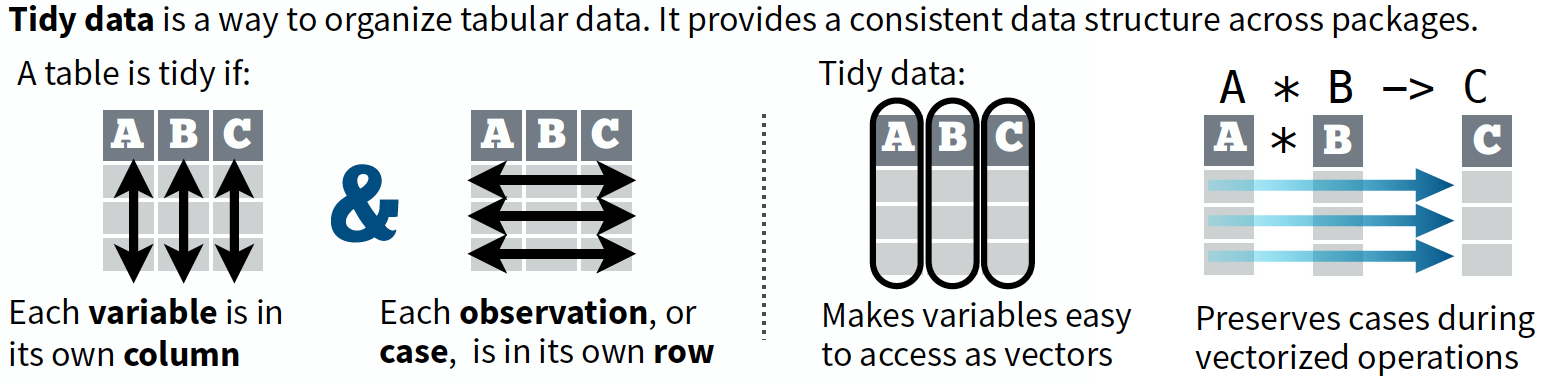 Tidy data is a way to organize tabular data. It provides a consistent data structure across packages.
A table is tidy if:
A B C
&
A B C
Each variable is in
its own column
Each observation, or
case, is in its own row
Tidy data:
A B C
Makes variables easy
to access as vectors
A * B -> C
A * B C
Preserves cases during
vectorized operations